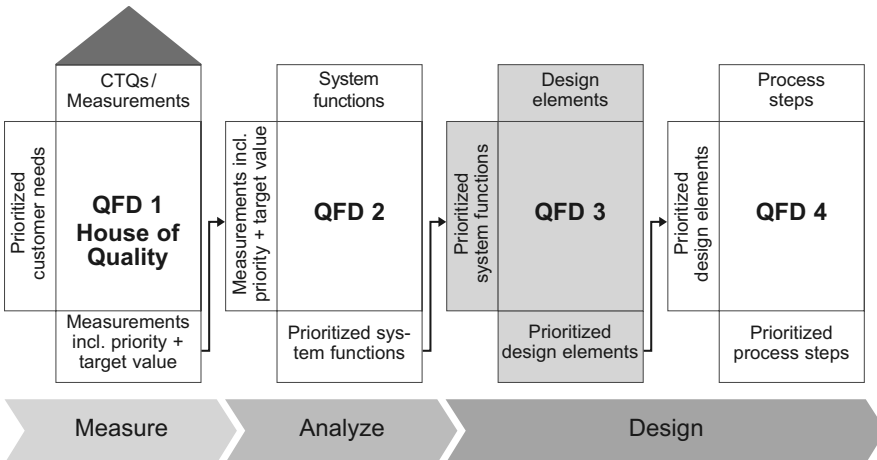 CTQs/
Measurements
Prioritized
customer needs
QFD 1
House of
Quality
Measurements
incl. priority +
target value
System
functions
Measurements incl.
priority + target value
QFD 2
Prioritized sys-
tem functions
Design
elements
Prioritized
system functions
QFD 3
Prioritized
design elements
Process
steps
Prioritized
design elements
QFD 4
Prioritized
process steps
Measure
Analyze
Design